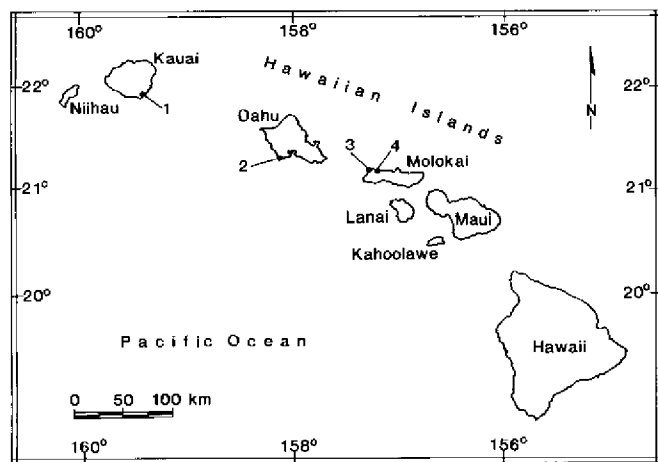 160° 158° 156°
Kauai
22° 22°
Niihau 1
Hawaiian Islands
N
Oahu
2 3 4
Molokai
21° 21°
Lanai Maui
Kahoolawe
20° 20°
Pacific Ocean Hawaii
0 50 100 km
160° 158° 156°